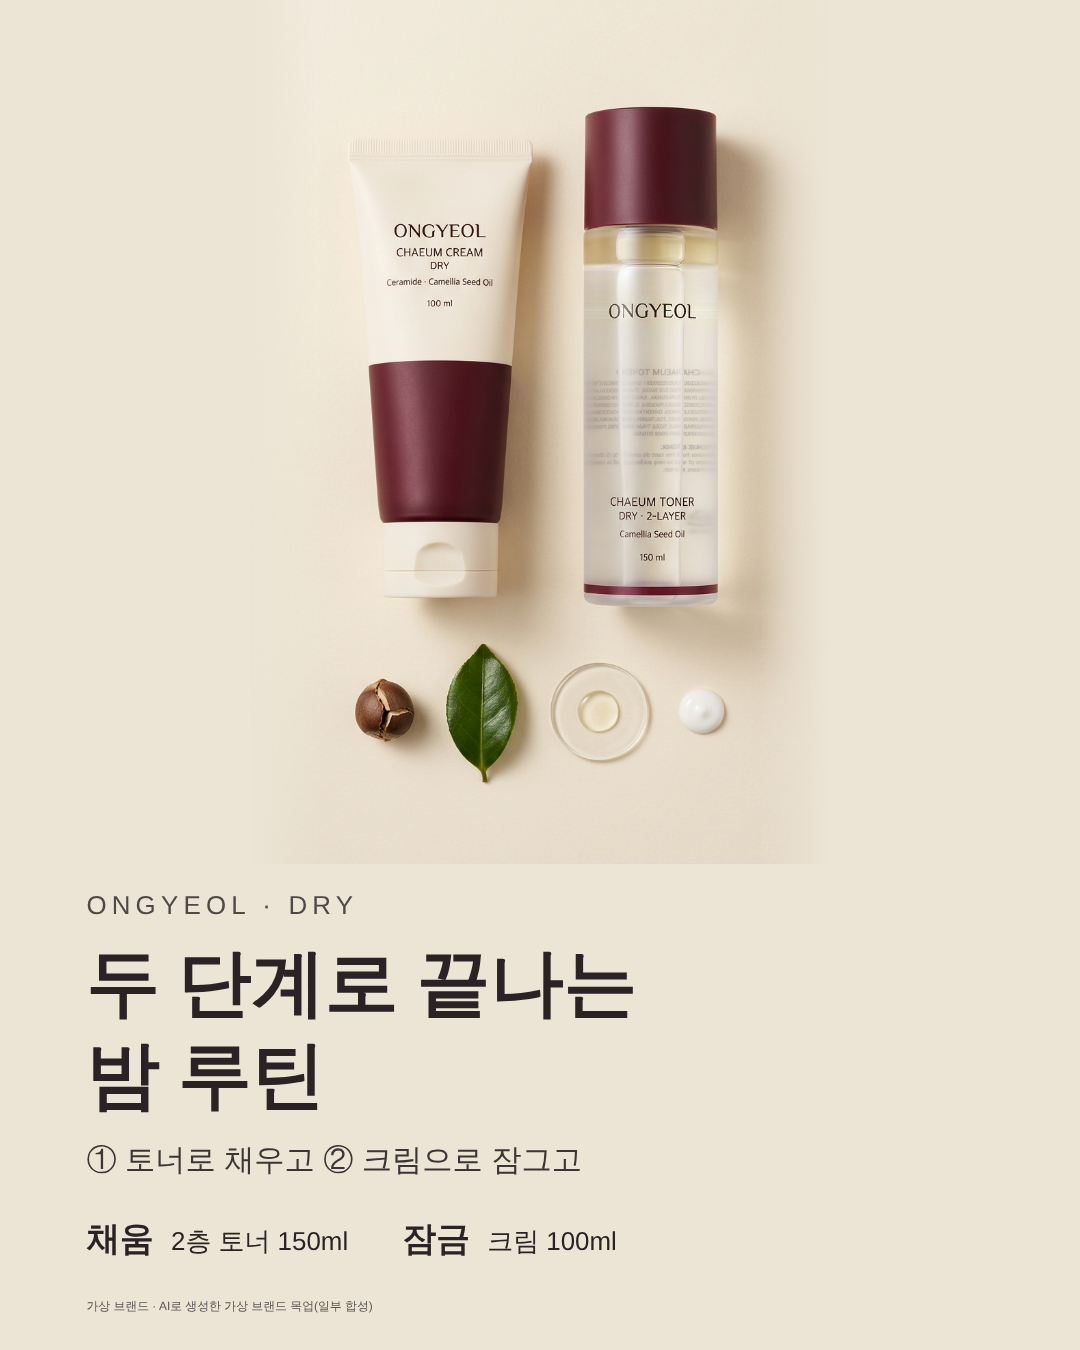 ONGYEOL
CHAEUM CREAM
DRY
Ceramide · Camellia Seed Oil
100 ml
ONGYEOL
CHAEUM TONER
DRY · 2-LAYER
Camellia Seed Oil
150 ml
ONGYEOL · DRY
두 단계로 끝나는
밤 루틴
① 토너로 채우고 ② 크림으로 잠그고
채움 2층 토너 150ml 잠금 크림 100ml
가상 브랜드 · AI로 생성한 가상 브랜드 목업(일부 합성)